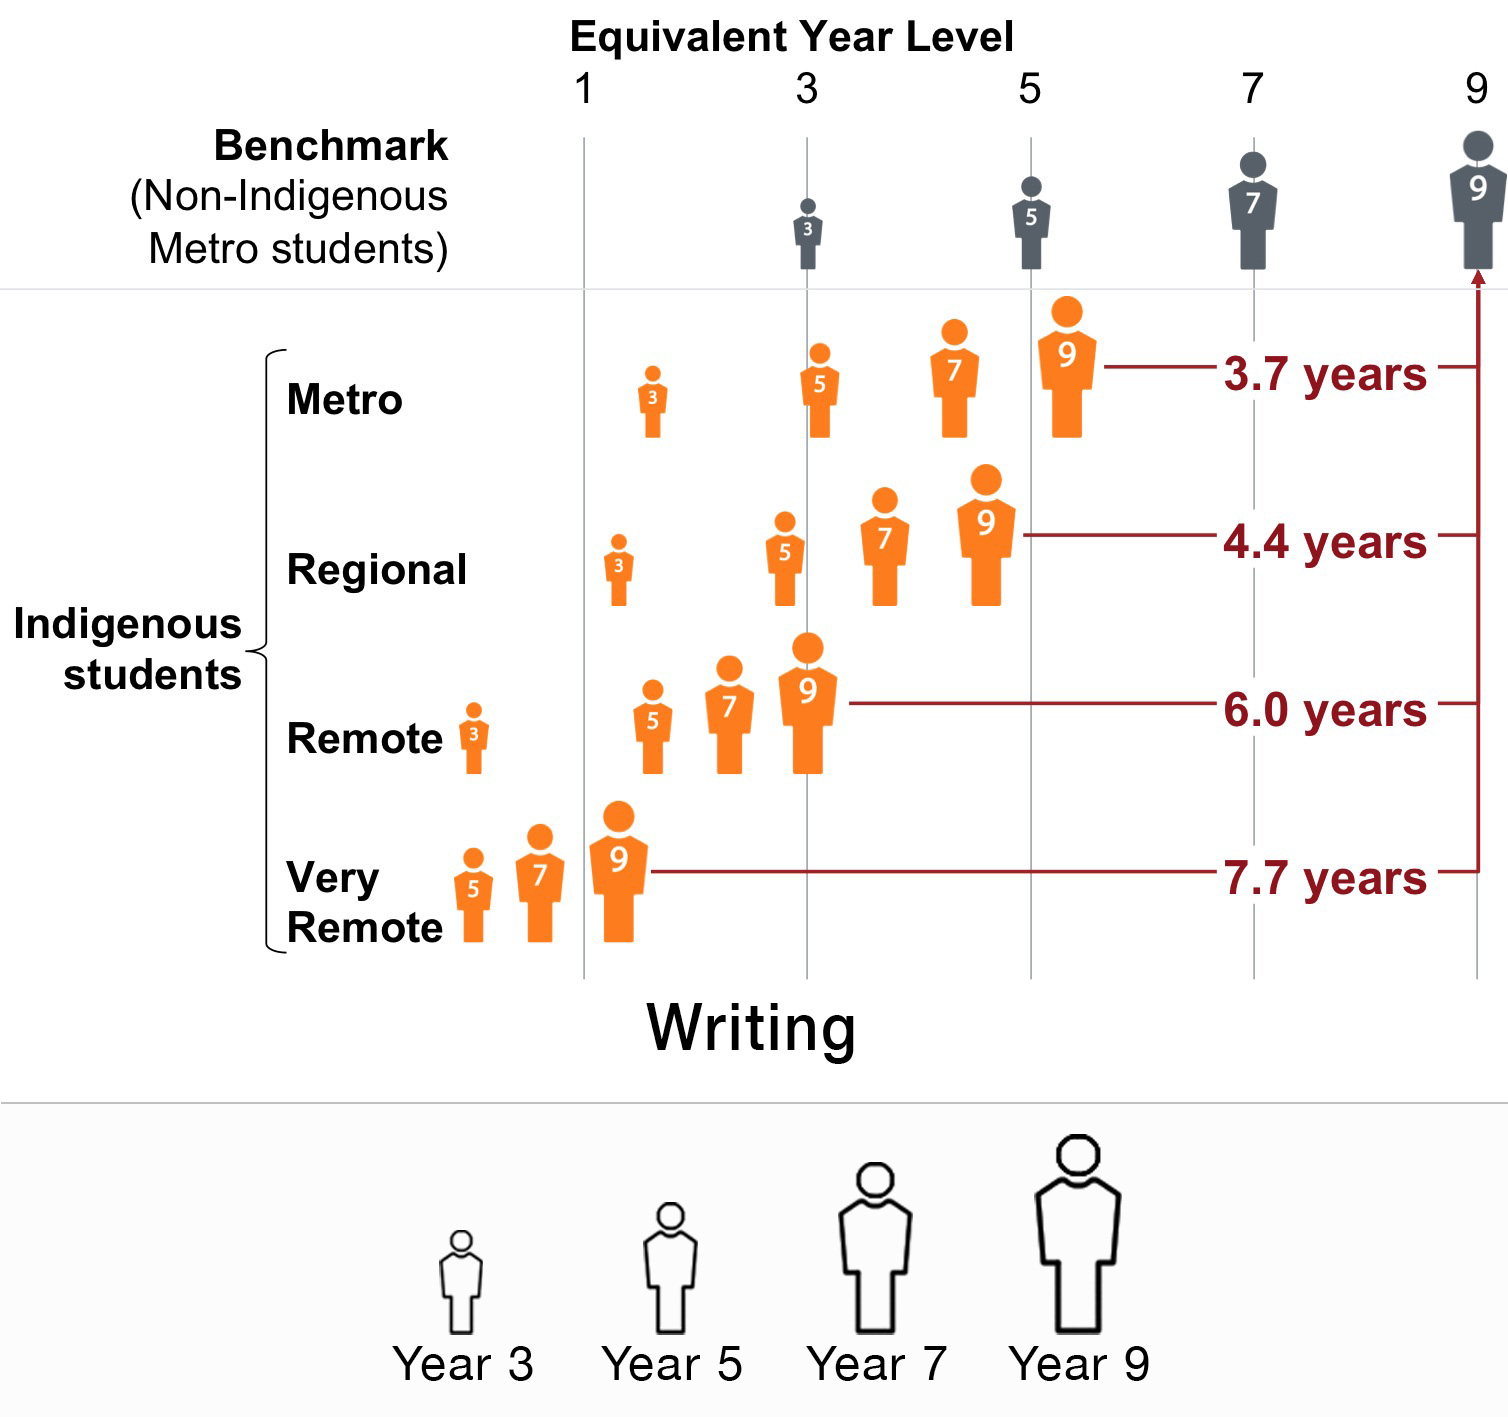 Equivalent Year Level
1 3 5 7 9
Benchmark
(Non-Indigenous
Metro students)
3 5 7 9
Indigenous
students
Metro
3 5 7 9
3.7 years
Regional
3 5 7 9
4.4 years
Remote
3 5 7 9
6.0 years
Very
Remote
5 7 9
7.7 years
Writing
Year 3 Year 5 Year 7 Year 9